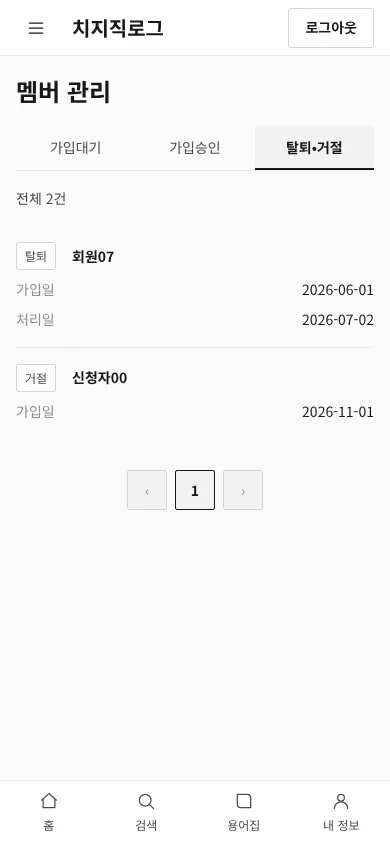 치지직로그
로그아웃
멤버 관리
가입대기 가입승인 탈퇴•거절
전체 2건
탈퇴 회원07
가입일 2026-06-01
처리일 2026-07-02
거절 신청자00
가입일 2026-11-01
‹ 1 ›
홈 검색 용어집 내 정보